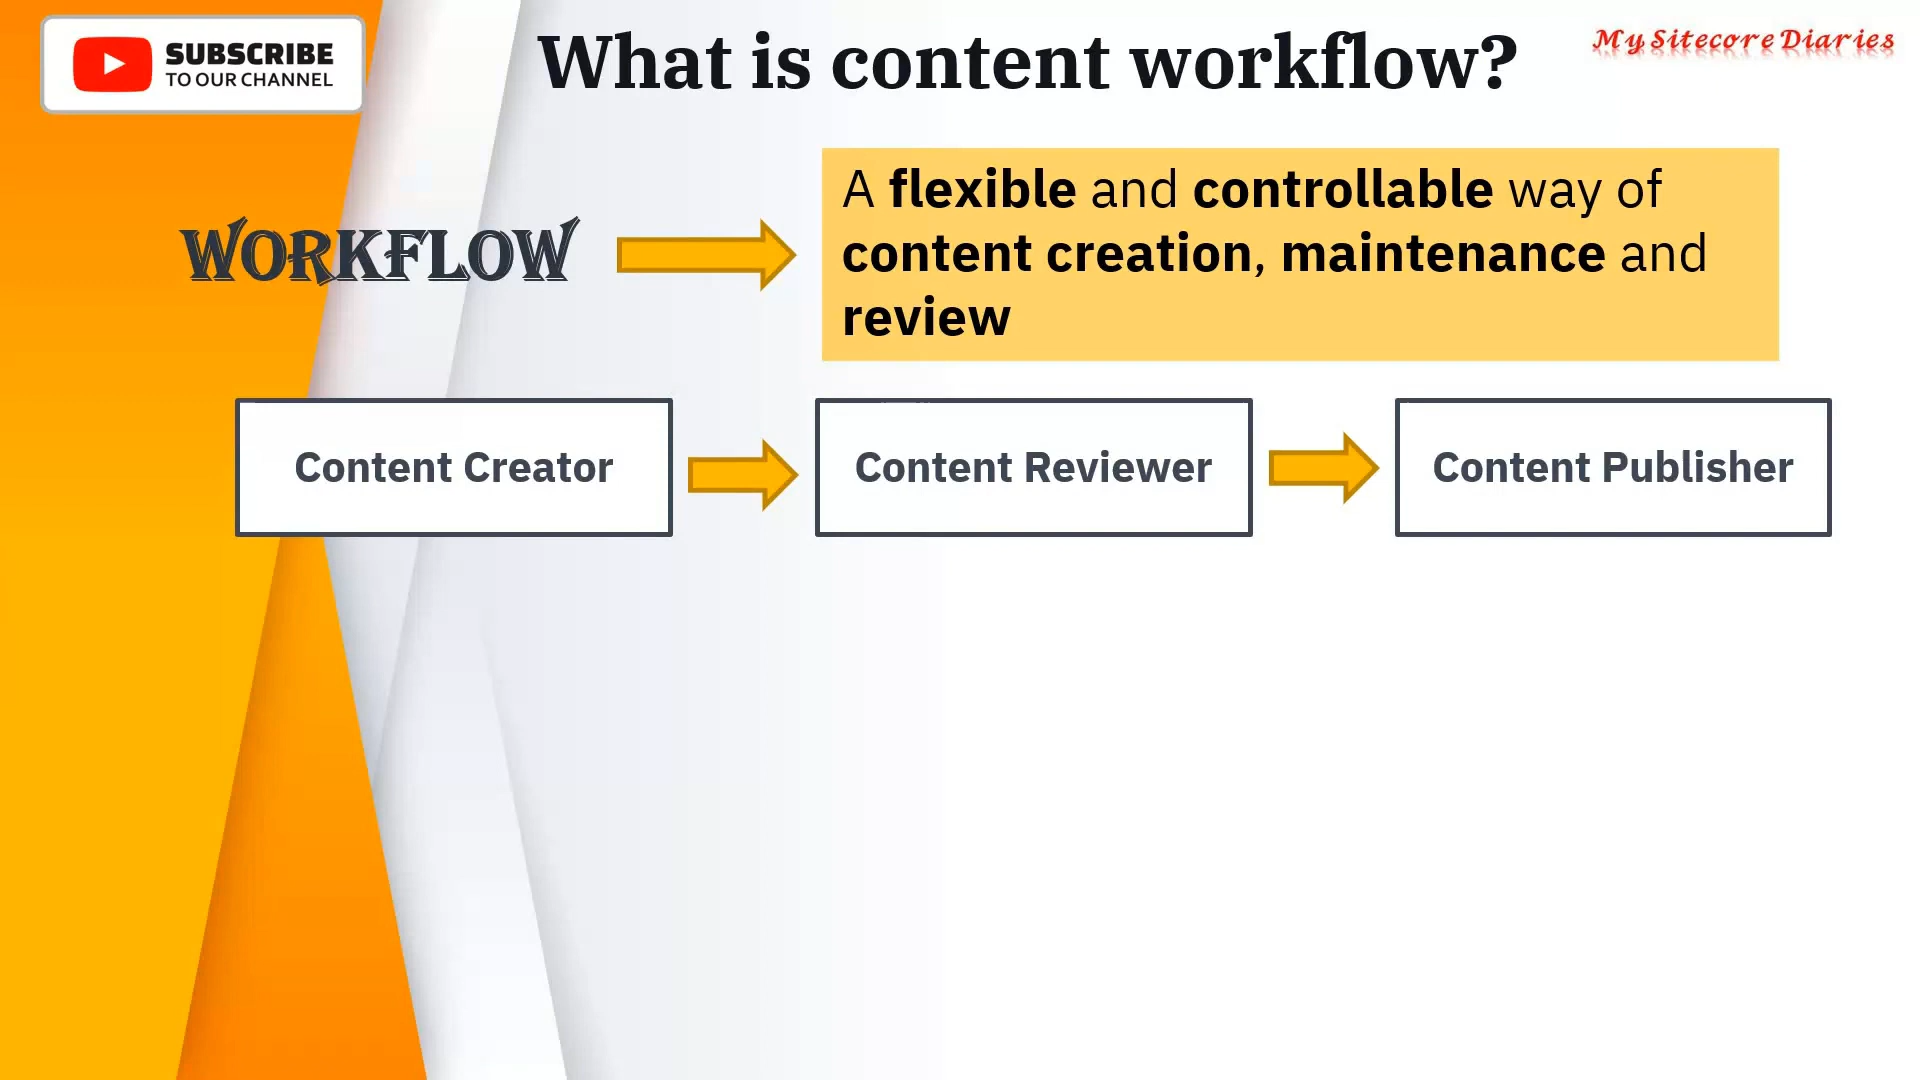 SUBSCRIBE
TO OUR CHANNEL
What is content workflow?
My Sitecore Diaries
WORKFLOW
A flexible and controllable way of
content creation, maintenance and
review
Content Creator
Content Reviewer
Content Publisher